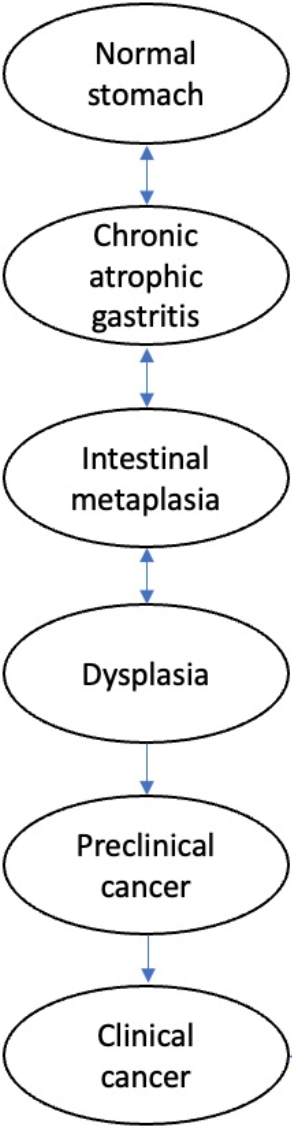 Normal
stomach
Chronic
atrophic
gastritis
Intestinal
metaplasia
Dysplasia
Preclinical
cancer
Clinical
cancer